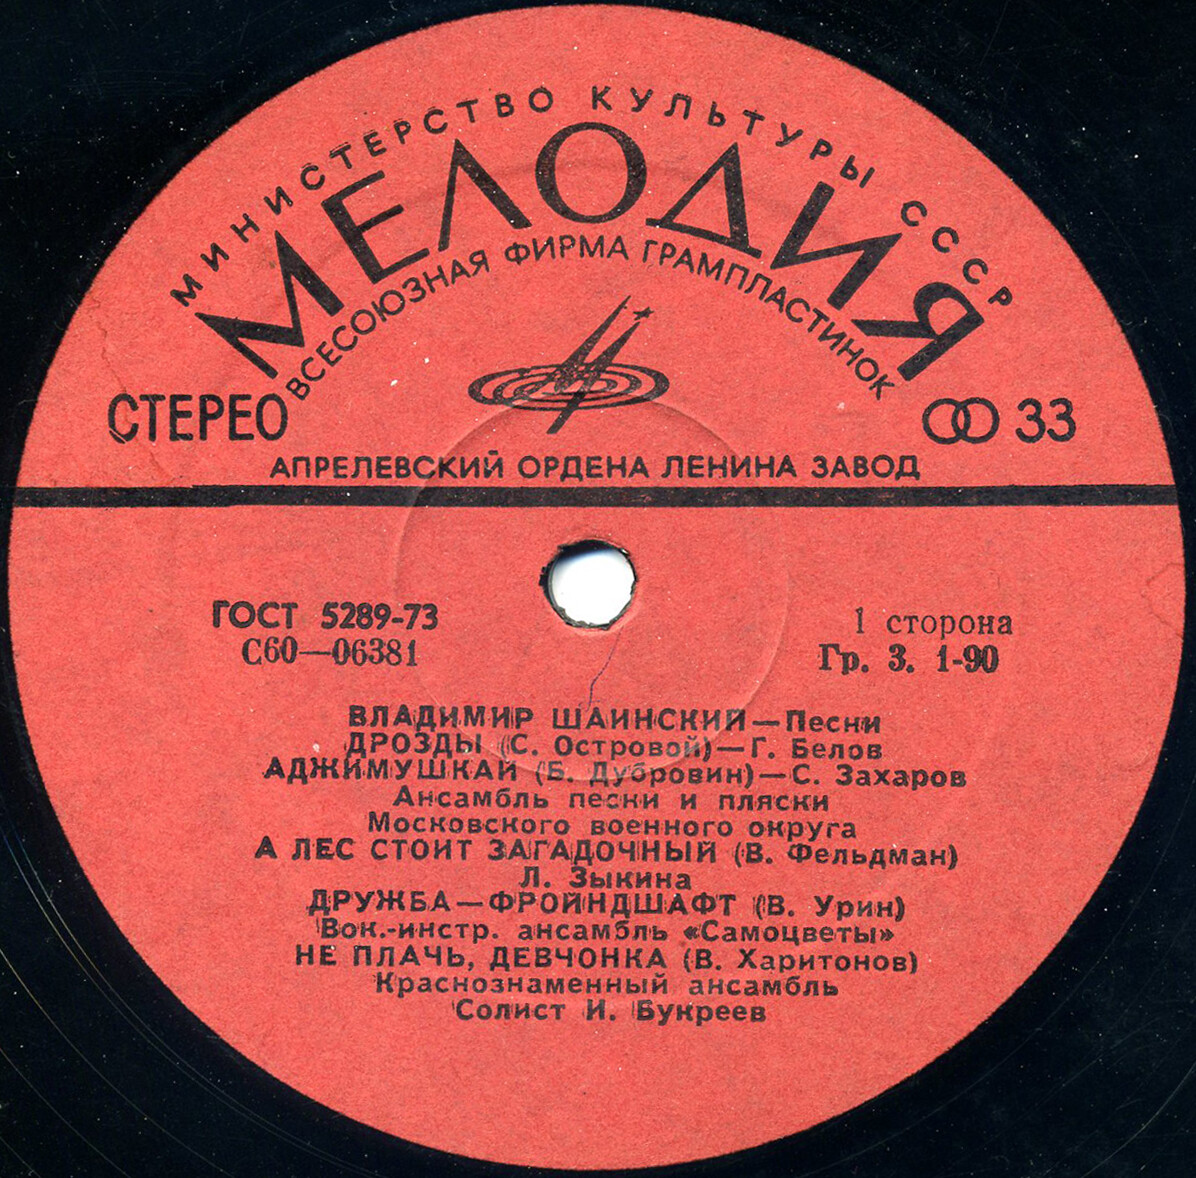 МИНИСТЕРСТВО КУЛЬТУРЫ СССР
МЕЛОДИЯ
ВСЕСОЮЗНАЯ ФИРМА ГРАМПЛАСТИНОК
СТЕРЕО
33
АПРЕЛЕВСКИЙ ОРДЕНА ЛЕНИНА ЗАВОД
ГОСТ 5289-73
С60—06381
1 сторона
Гр. 3. 1-90
ВЛАДИМИР ШАИНСКИЙ—Песни
ДРОЗДЫ (С. Островой)—Г. Белов
АДЖИМУШКАЙ (Б. Дубровин)—С. Захаров
Ансамбль песни и пляски
Московского военного округа
А ЛЕС СТОИТ ЗАГАДОЧНЫЙ (В. Фельдман)
Л. Зыкина
ДРУЖБА—ФРОЙНДШАФТ (В. Урин)
Вок.-инстр. ансамбль «Самоцветы»
НЕ ПЛАЧЬ, ДЕВЧОНКА (В. Харитонов)
Краснознаменный ансамбль
Солист И. Букреев